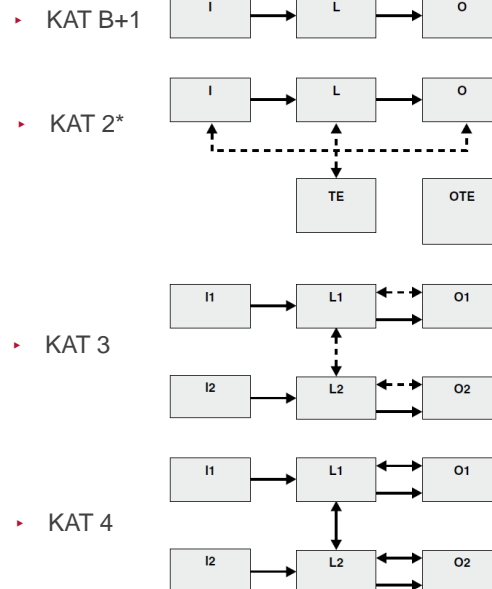 I L O
KAT B+1
I L O
KAT 2*
TE OTE
I1 L1 O1
KAT 3
I2 L2 O2
I1 L1 O1
KAT 4
I2 L2 O2